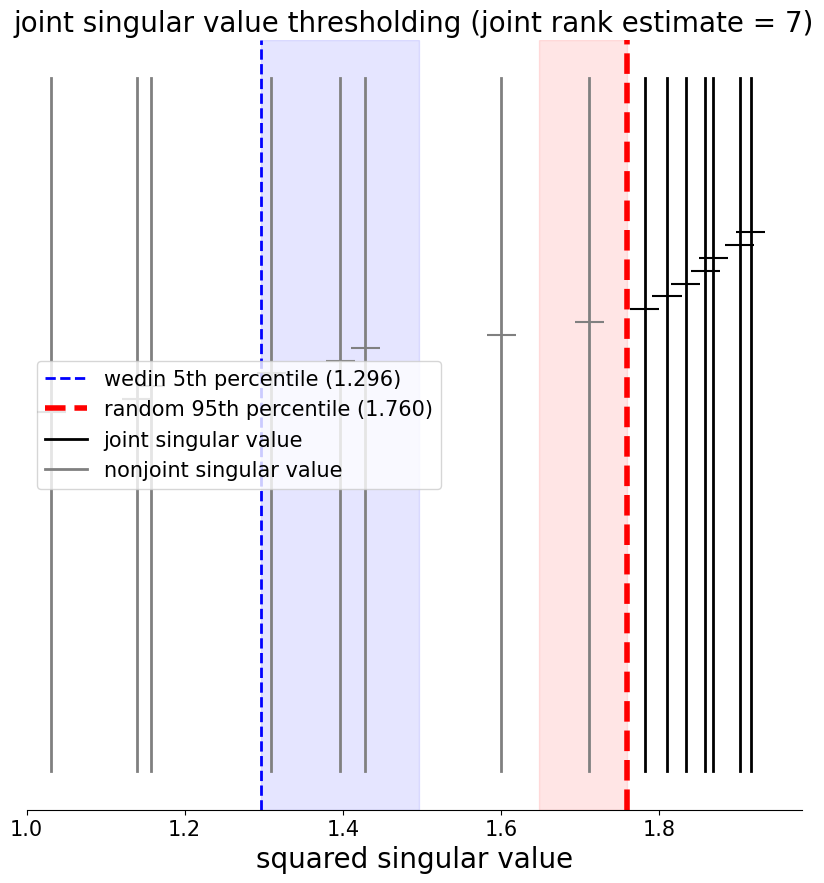 joint singular value thresholding (joint rank estimate = 7)
wedin 5th percentile (1.296)
random 95th percentile (1.760)
joint singular value
nonjoint singular value
1.0 1.2 1.4 1.6 1.8
squared singular value